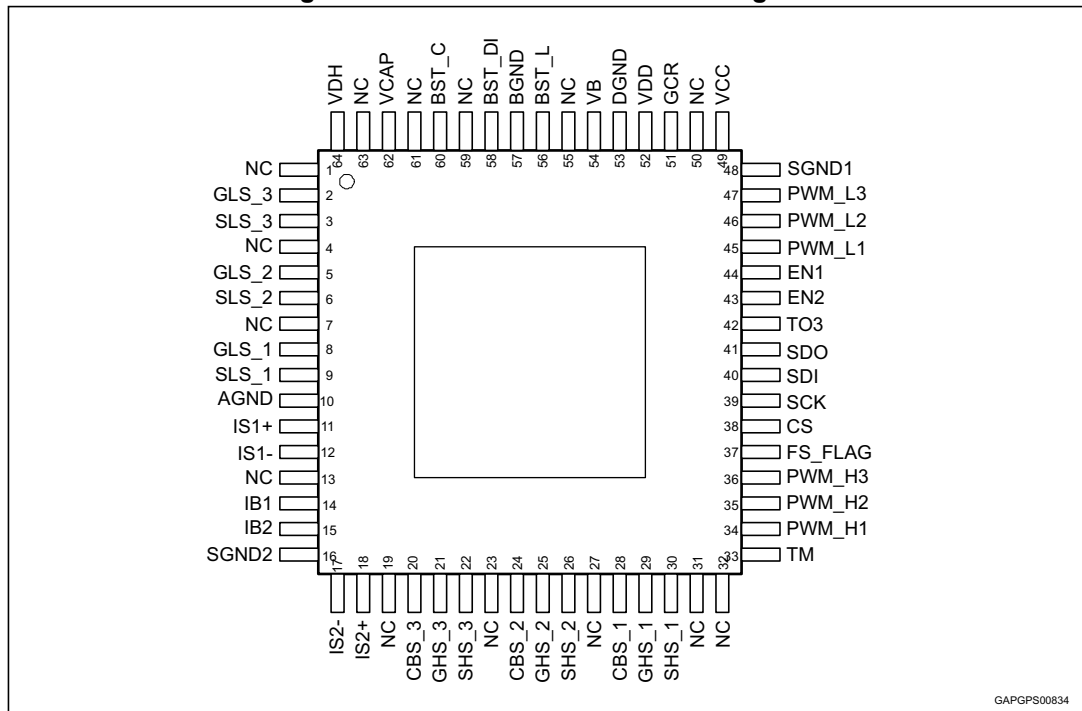 VDH
NC
VCAP
NC
BST_C
NC
BST_DI
BGND
BST_L
NC
VB
DGND
VDD
GCR
NC
VCC
64
63
62
61
60
59
58
57
56
55
54
53
52
51
50
49
NC 1
GLS_3 2
SLS_3 3
NC 4
GLS_2 5
SLS_2 6
NC 7
GLS_1 8
SLS_1 9
AGND 10
IS1+ 11
IS1- 12
NC 13
IB1 14
IB2 15
SGND2 16
48 SGND1
47 PWM_L3
46 PWM_L2
45 PWM_L1
44 EN1
43 EN2
42 TO3
41 SDO
40 SDI
39 SCK
38 CS
37 FS_FLAG
36 PWM_H3
35 PWM_H2
34 PWM_H1
33 TM
17
18
19
20
21
22
23
24
25
26
27
28
29
30
31
32
IS2-
IS2+
NC
CBS_3
GHS_3
SHS_3
NC
CBS_2
GHS_2
SHS_2
NC
CBS_1
GHS_1
SHS_1
NC
NC
GAPGPS00834